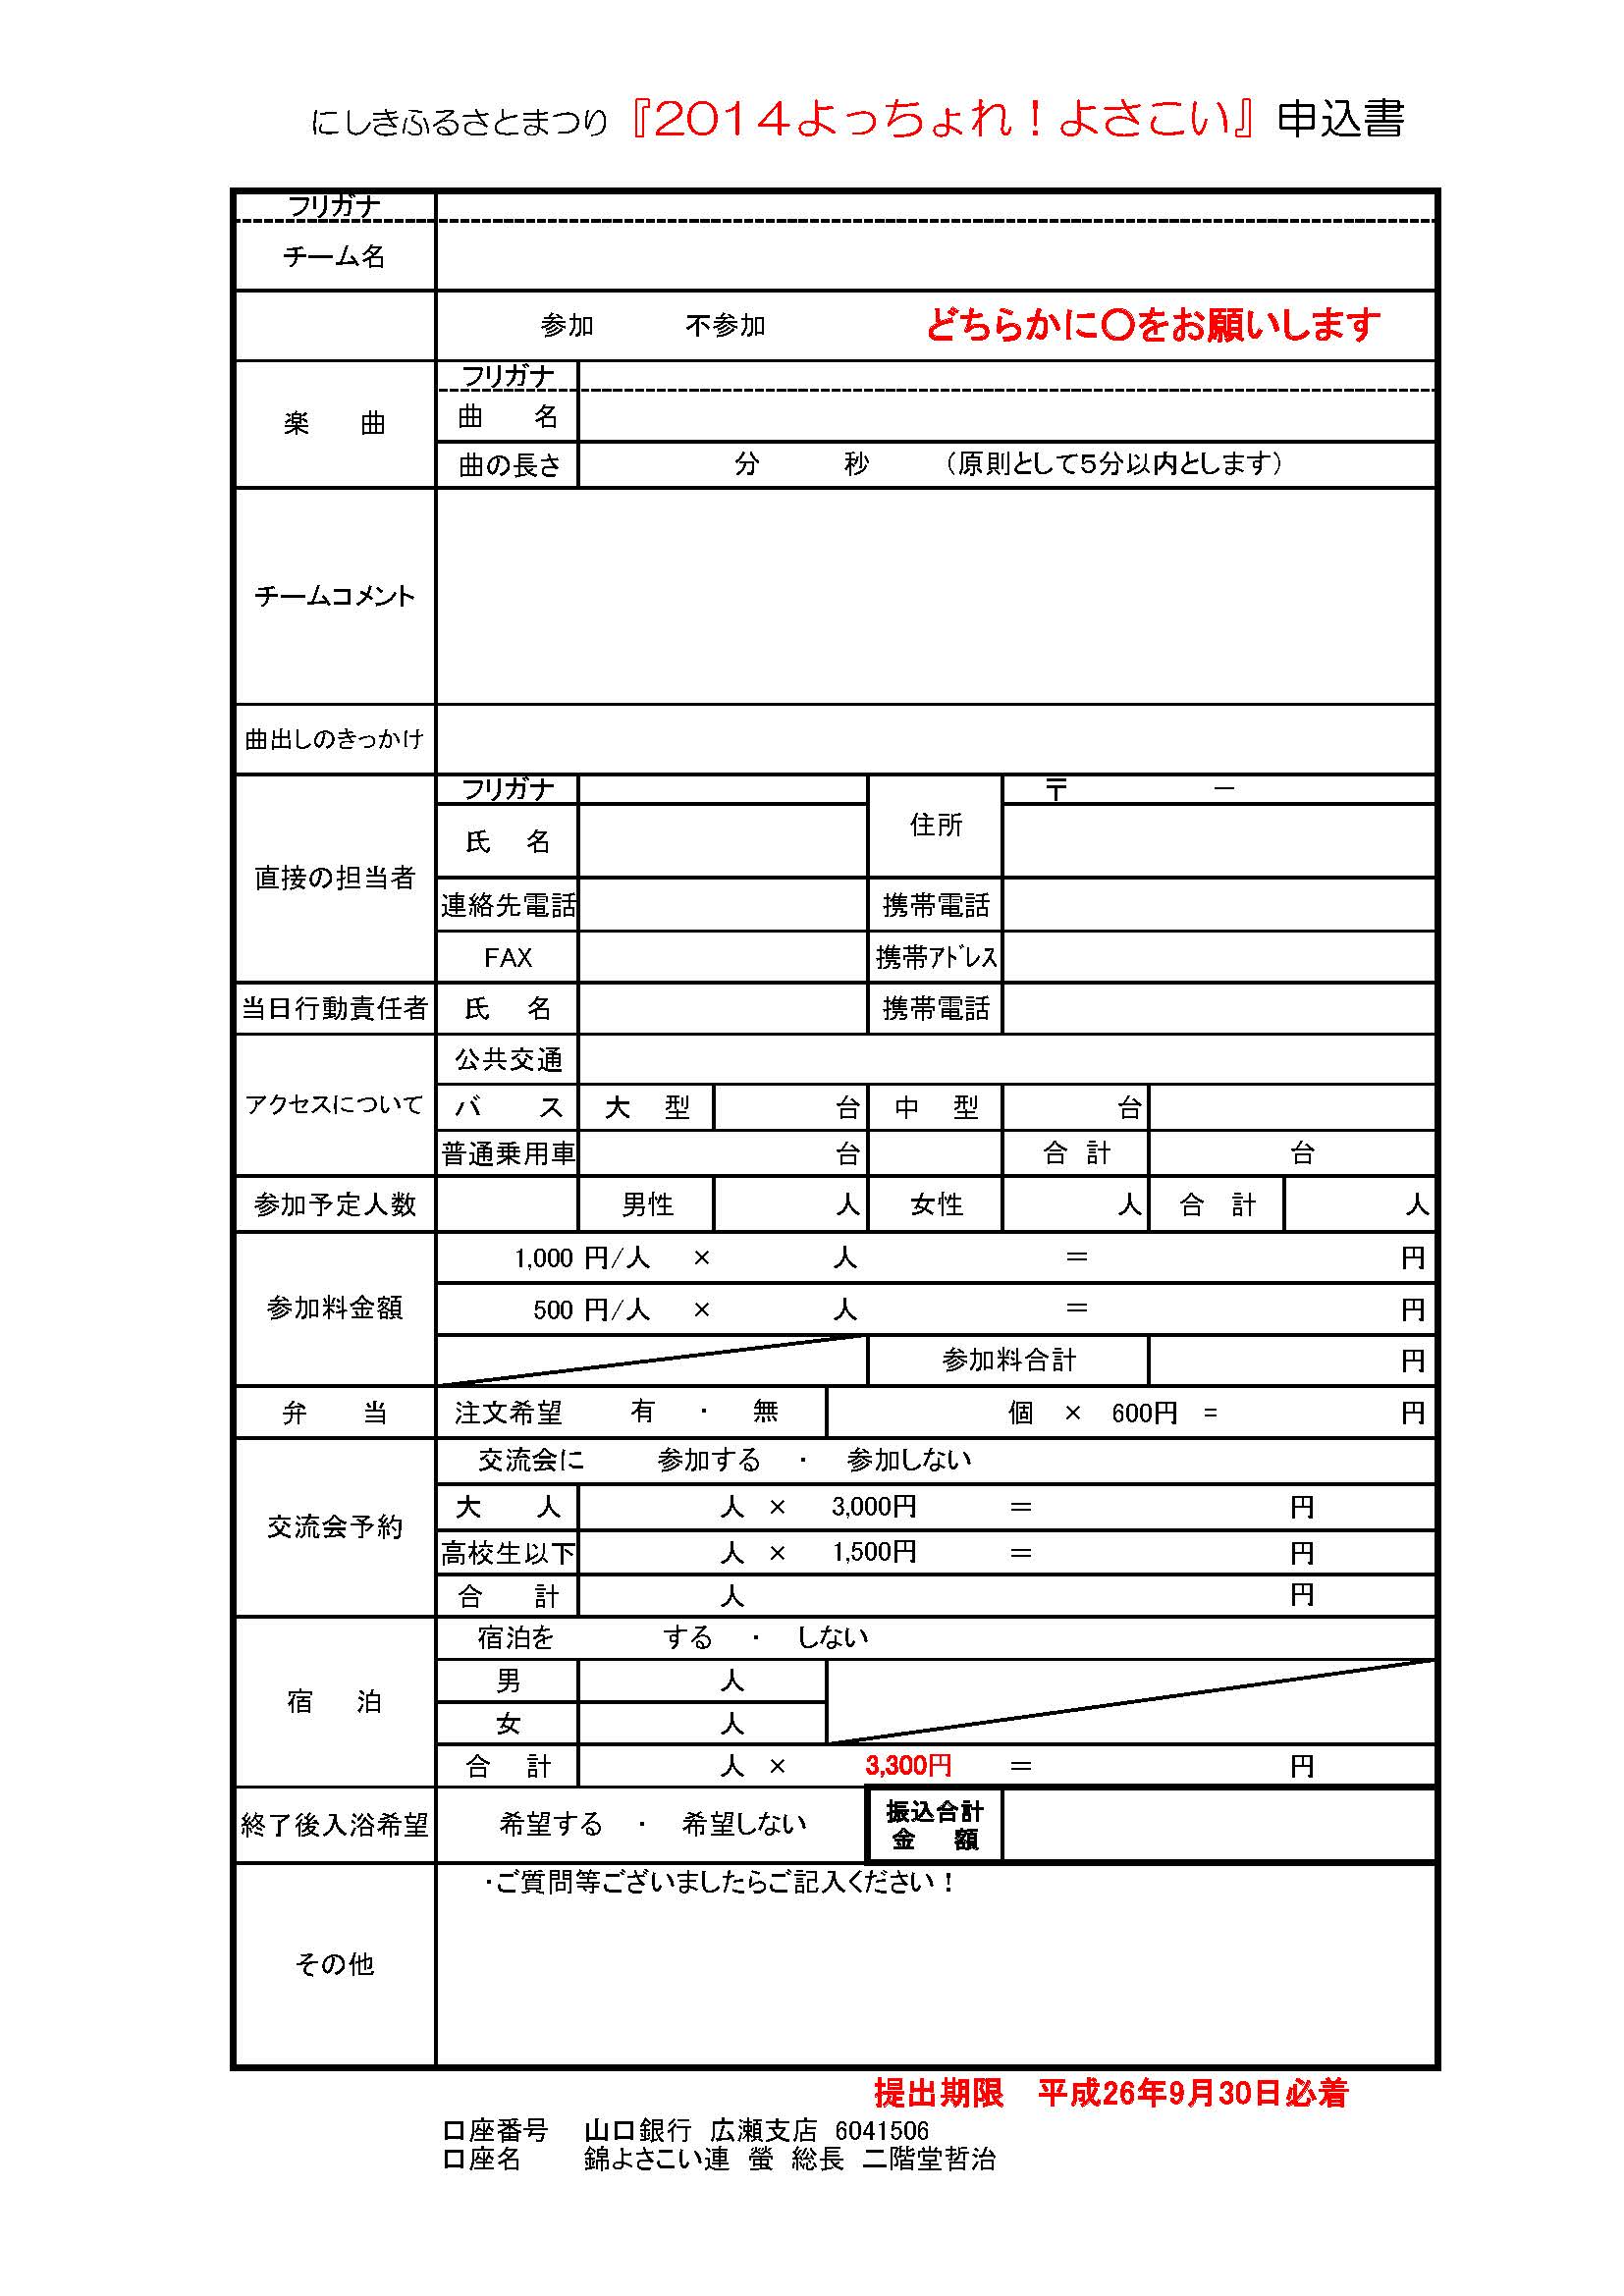 にしきふるさとまつり『2014よっちょれ！よさこい』申込書
フリガナ
チーム名
参加　不参加　どちらかに〇をお願いします
楽　曲
フリガナ
曲　名
曲の長さ　分　秒　（原則として5分以内とします）
チームコメント
曲出しのきっかけ
直接の担当者
フリガナ　住所　〒　－
氏　名
連絡先電話　携帯電話
FAX　携帯ｱﾄﾞﾚｽ
当日行動責任者　氏　名　携帯電話
アクセスについて
公共交通
バ　ス　大　型　台　中　型　台
普通乗用車　台　合　計　台
参加予定人数　男性　人　女性　人　合　計　人
参加料金額
1,000 円/人　×　人　＝　円
500 円/人　×　人　＝　円
参加料合計　円
弁　当　注文希望　有　・　無　個　×　600円　=　円
交流会予約
交流会に　参加する　・　参加しない
大　人　人　×　3,000円　＝　円
高校生以下　人　×　1,500円　＝　円
合　計　人　円
宿　泊
宿泊を　する　・　しない
男　人
女　人
合　計　人　×　3,300円　＝　円
終了後入浴希望　希望する　・　希望しない　振込合計
金　額
その他
・ご質問等ございましたらご記入ください！
提出期限　平成26年9月30日必着
口座番号　山口銀行　広瀬支店　6041506
口座名　錦よさこい連　螢　総長　二階堂哲治